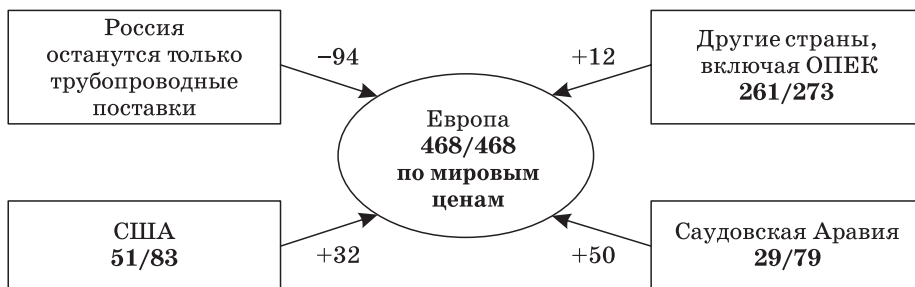 Россия
останутся только
трубопроводные
поставки
–94
+12
Другие страны,
включая ОПЕК
261/273
Европа
468/468
по мировым
ценам
США
51/83
+32
+50
Саудовская Аравия
29/79